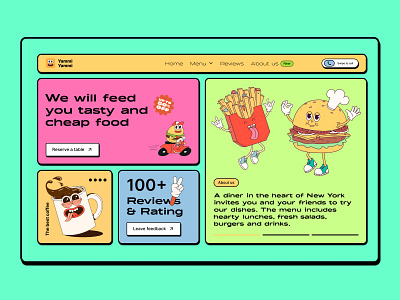 Yammi
Yammi
Home
Menu
Reviews
About us
New
Swipe to call
We will feed
you tasty and
cheap food
Reserve a table
The best coffee
100+
Reviews
& Rating
Leave feedback
About us
A diner in the heart of New York
invites you and your friends to try
our dishes. The menu includes
hearty lunches, fresh salads,
burgers and drinks.